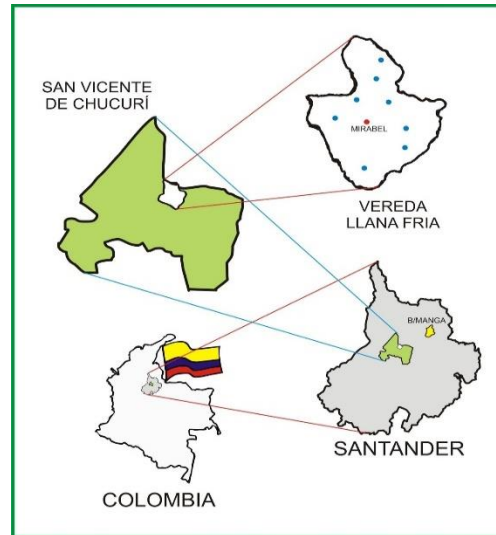 SAN VICENTE
DE CHUCURÍ
MIRABEL
VEREDA
LLANA FRIA
B/MANGA
SANTANDER
COLOMBIA